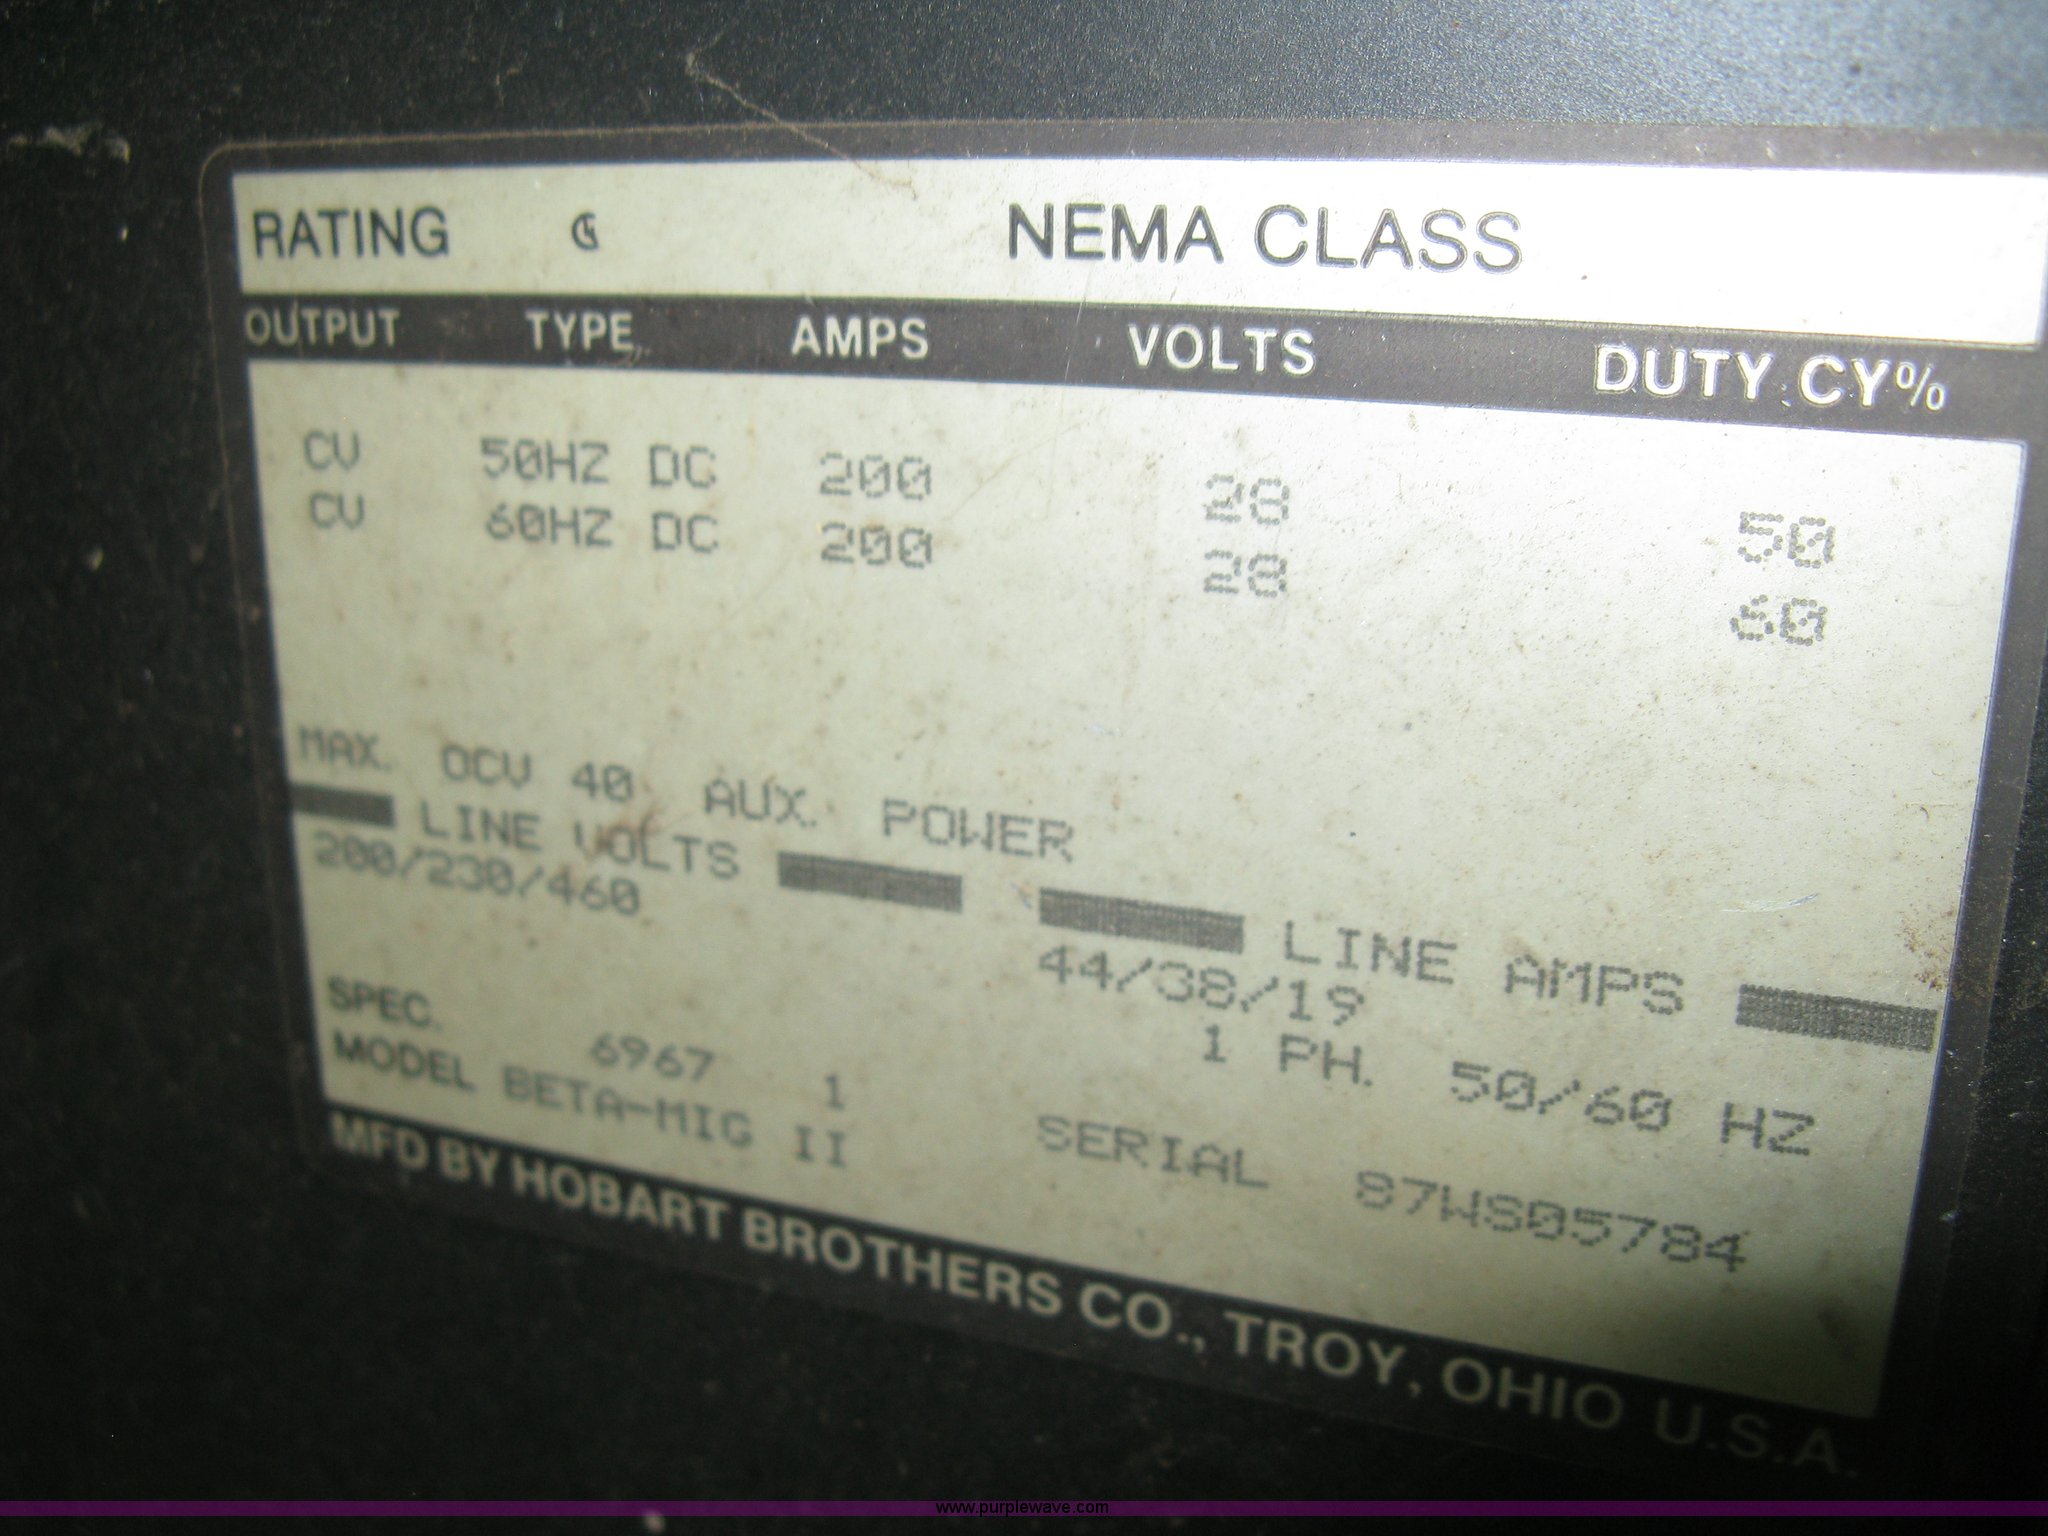 RATING NEMA CLASS
OUTPUT TYPE AMPS VOLTS DUTY CY%
CV 50HZ DC 200 28 50
CV 60HZ DC 200 28 60
MAX. OCV 40 AUX. POWER
LINE VOLTS LINE AMPS
200/230/460 44/38/19
1 PH. 50/60 HZ
SPEC. 6967 1
MODEL BETA-MIG II SERIAL 87WS05784
MFD BY HOBART BROTHERS CO., TROY, OHIO U.S.A.
www.purplewave.com